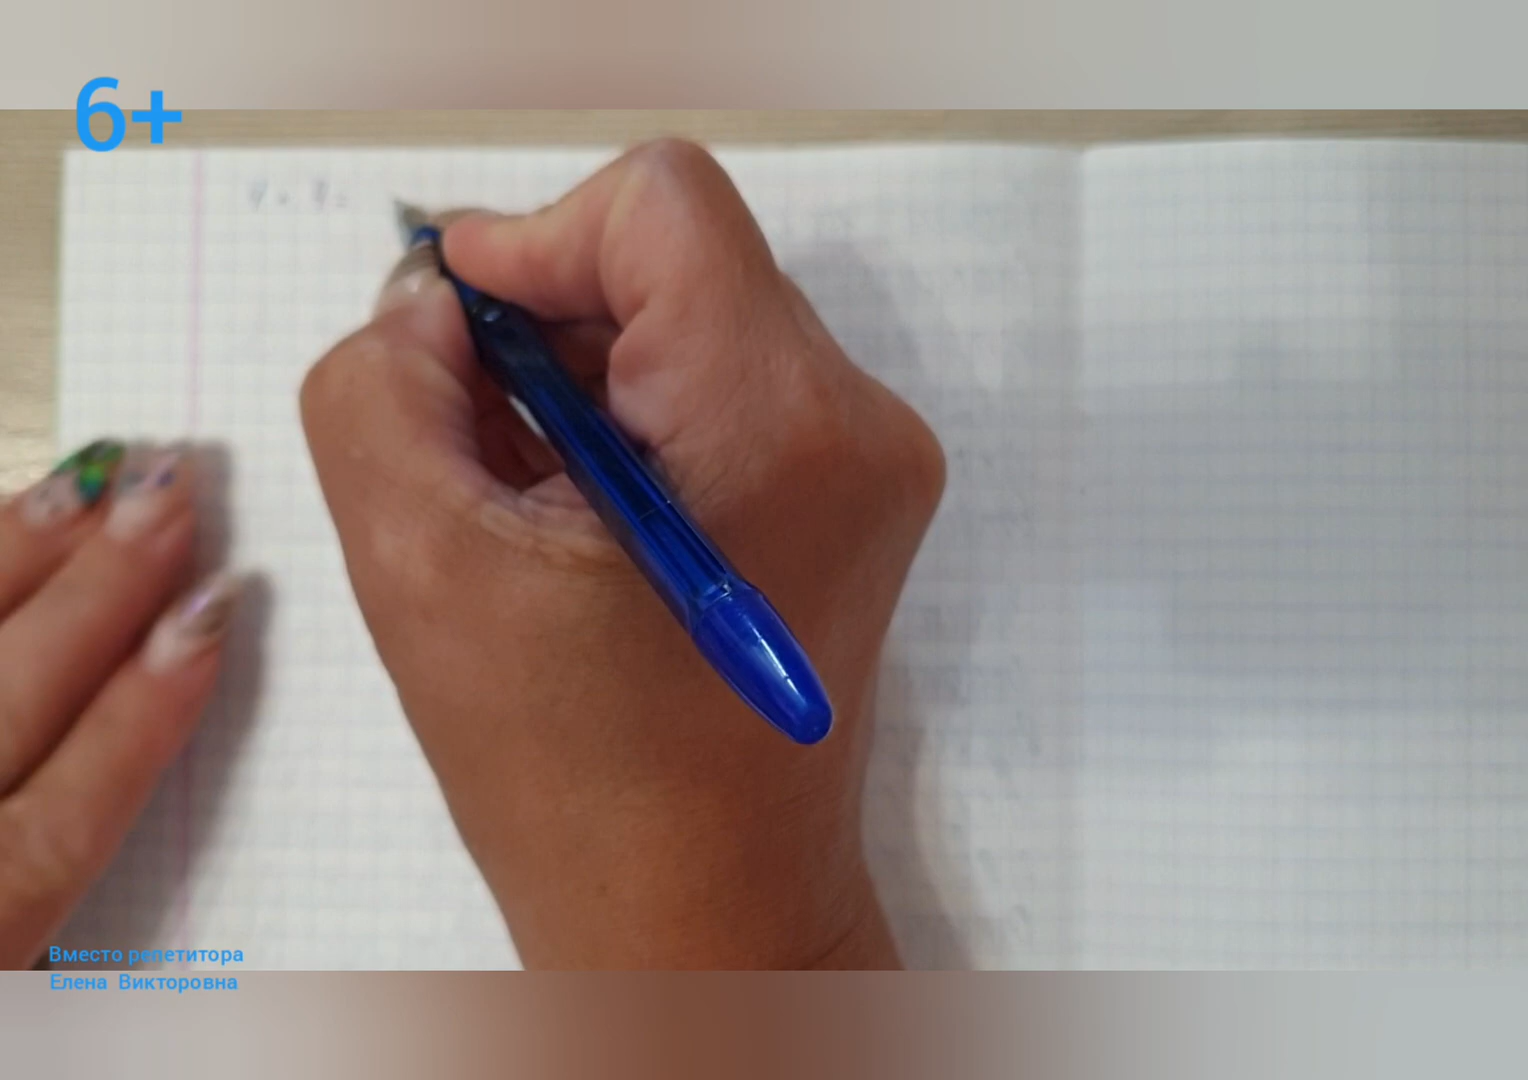 6+
Вместо репетитора
Елена Викторовна